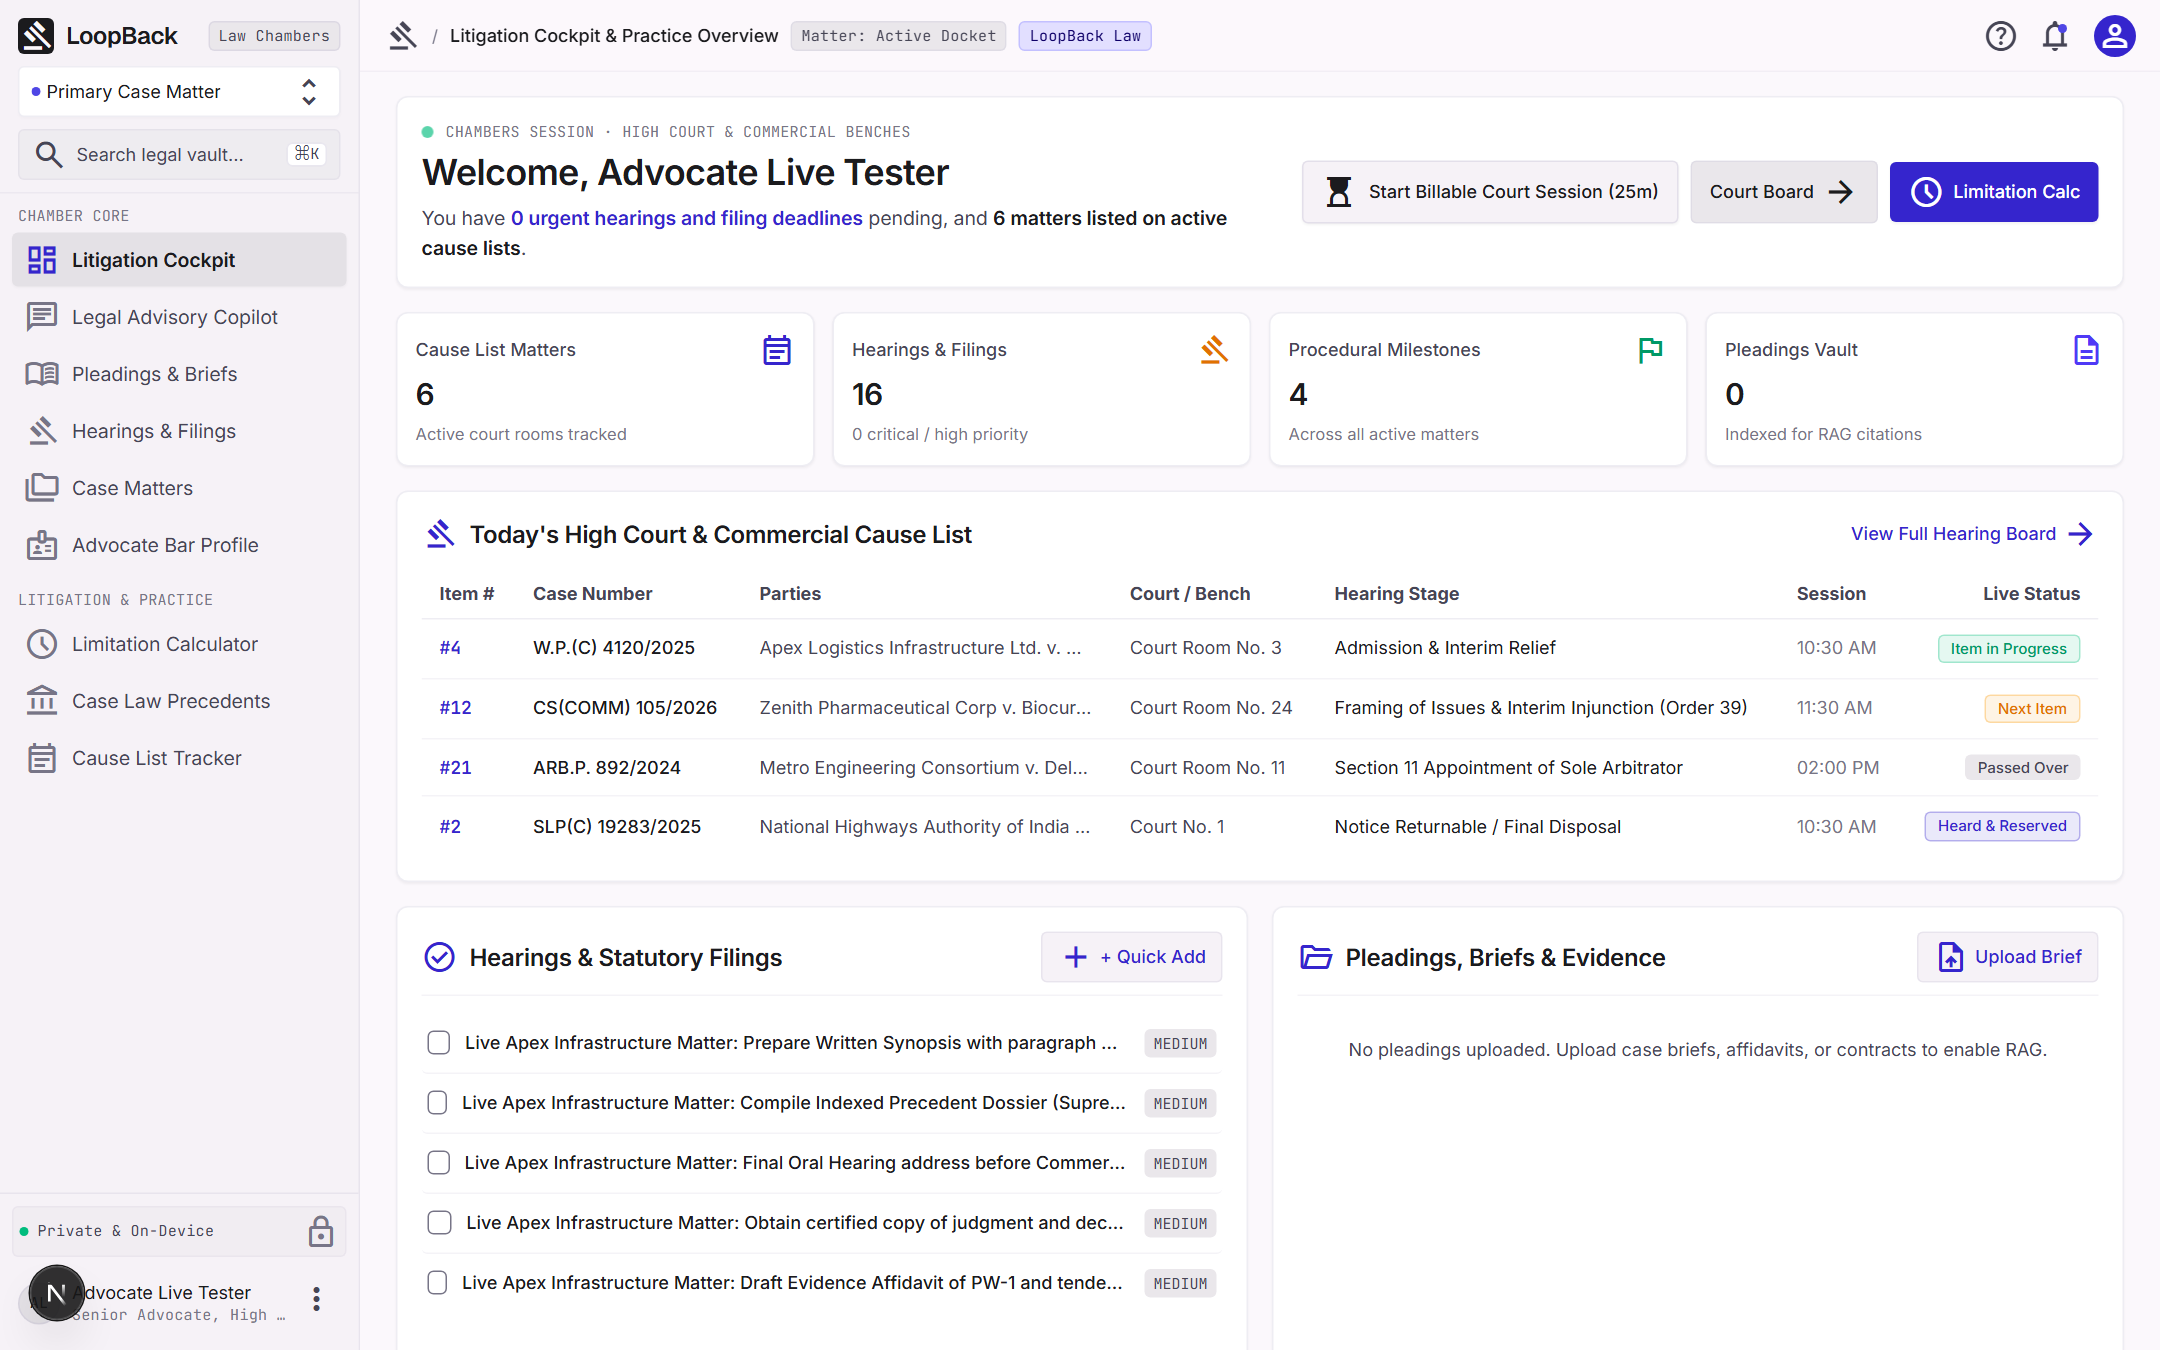 LoopBack
Law Chambers
Primary Case Matter
Search legal vault...
⌘K
CHAMBER CORE
Litigation Cockpit
Legal Advisory Copilot
Pleadings & Briefs
Hearings & Filings
Case Matters
Advocate Bar Profile
LITIGATION & PRACTICE
Limitation Calculator
Case Law Precedents
Cause List Tracker
Private & On-Device
N
Advocate Live Tester
Senior Advocate, High …
/ Litigation Cockpit & Practice Overview
Matter: Active Docket
LoopBack Law
CHAMBERS SESSION · HIGH COURT & COMMERCIAL BENCHES
Welcome, Advocate Live Tester
You have 0 urgent hearings and filing deadlines pending, and 6 matters listed on active
cause lists.
Start Billable Court Session (25m)
Court Board
Limitation Calc
Cause List Matters
6
Active court rooms tracked
Hearings & Filings
16
0 critical / high priority
Procedural Milestones
4
Across all active matters
Pleadings Vault
0
Indexed for RAG citations
Today's High Court & Commercial Cause List
View Full Hearing Board
Item # Case Number Parties Court / Bench Hearing Stage Session Live Status
#4 W.P.(C) 4120/2025 Apex Logistics Infrastructure Ltd. v. ... Court Room No. 3 Admission & Interim Relief 10:30 AM Item in Progress
#12 CS(COMM) 105/2026 Zenith Pharmaceutical Corp v. Biocur... Court Room No. 24 Framing of Issues & Interim Injunction (Order 39) 11:30 AM Next Item
#21 ARB.P. 892/2024 Metro Engineering Consortium v. Del... Court Room No. 11 Section 11 Appointment of Sole Arbitrator 02:00 PM Passed Over
#2 SLP(C) 19283/2025 National Highways Authority of India ... Court No. 1 Notice Returnable / Final Disposal 10:30 AM Heard & Reserved
Hearings & Statutory Filings
+ Quick Add
Live Apex Infrastructure Matter: Prepare Written Synopsis with paragraph ... MEDIUM
Live Apex Infrastructure Matter: Compile Indexed Precedent Dossier (Supre... MEDIUM
Live Apex Infrastructure Matter: Final Oral Hearing address before Commer... MEDIUM
Live Apex Infrastructure Matter: Obtain certified copy of judgment and dec... MEDIUM
Live Apex Infrastructure Matter: Draft Evidence Affidavit of PW-1 and tende... MEDIUM
Pleadings, Briefs & Evidence
Upload Brief
No pleadings uploaded. Upload case briefs, affidavits, or contracts to enable RAG.